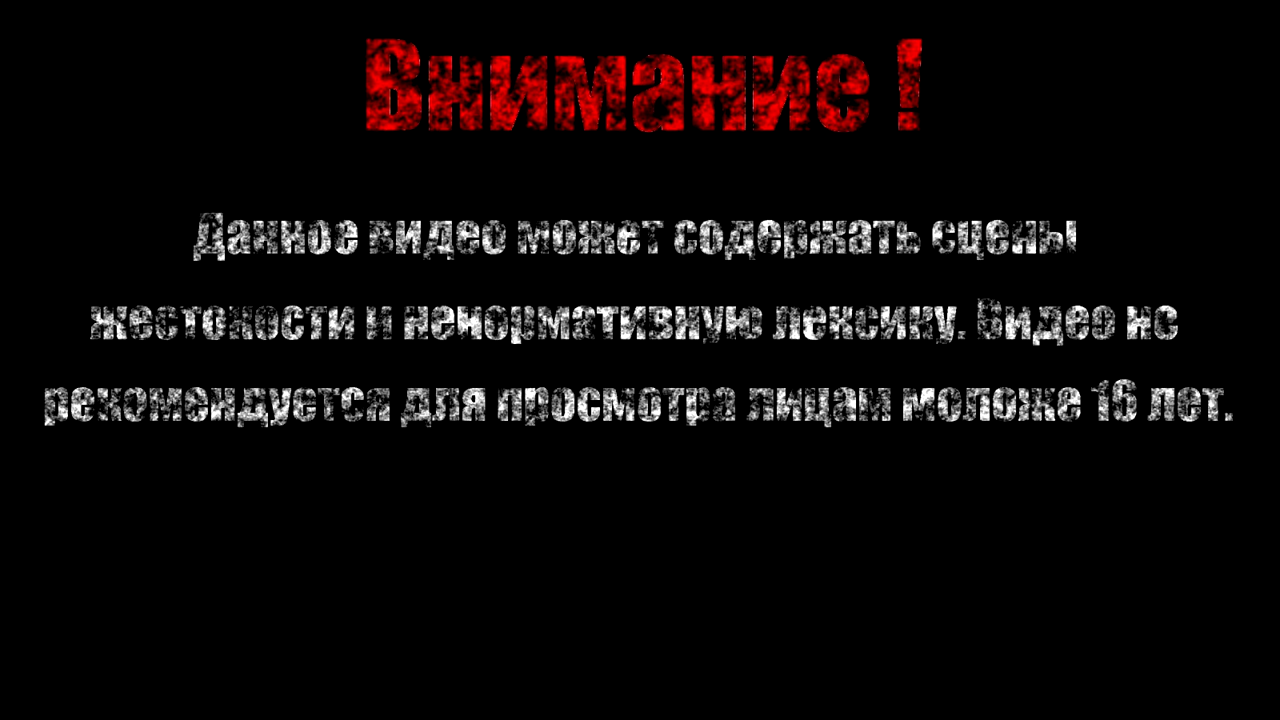 Внимание !
Данное видео может содержать сцены
жестокости и ненормативную лексику. Видео не
рекомендуется для просмотра лицам моложе 16 лет.